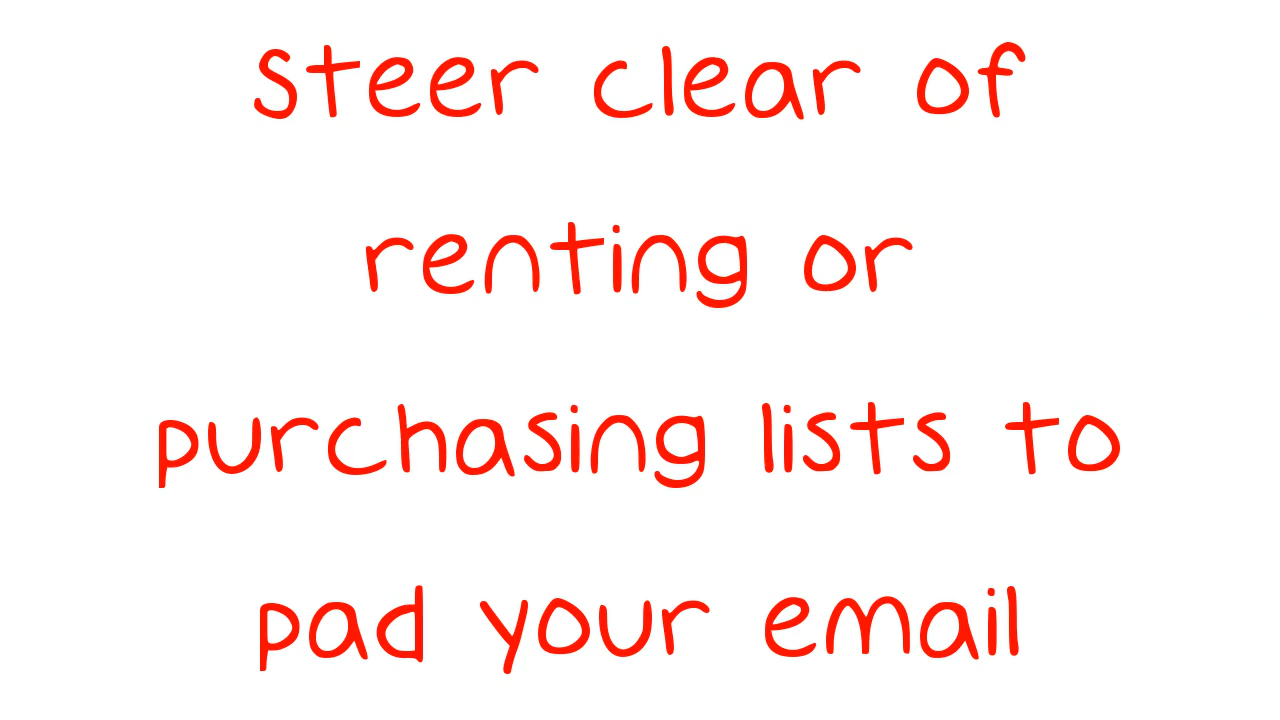 Steer clear of
renting or
purchasing lists to
pad your email